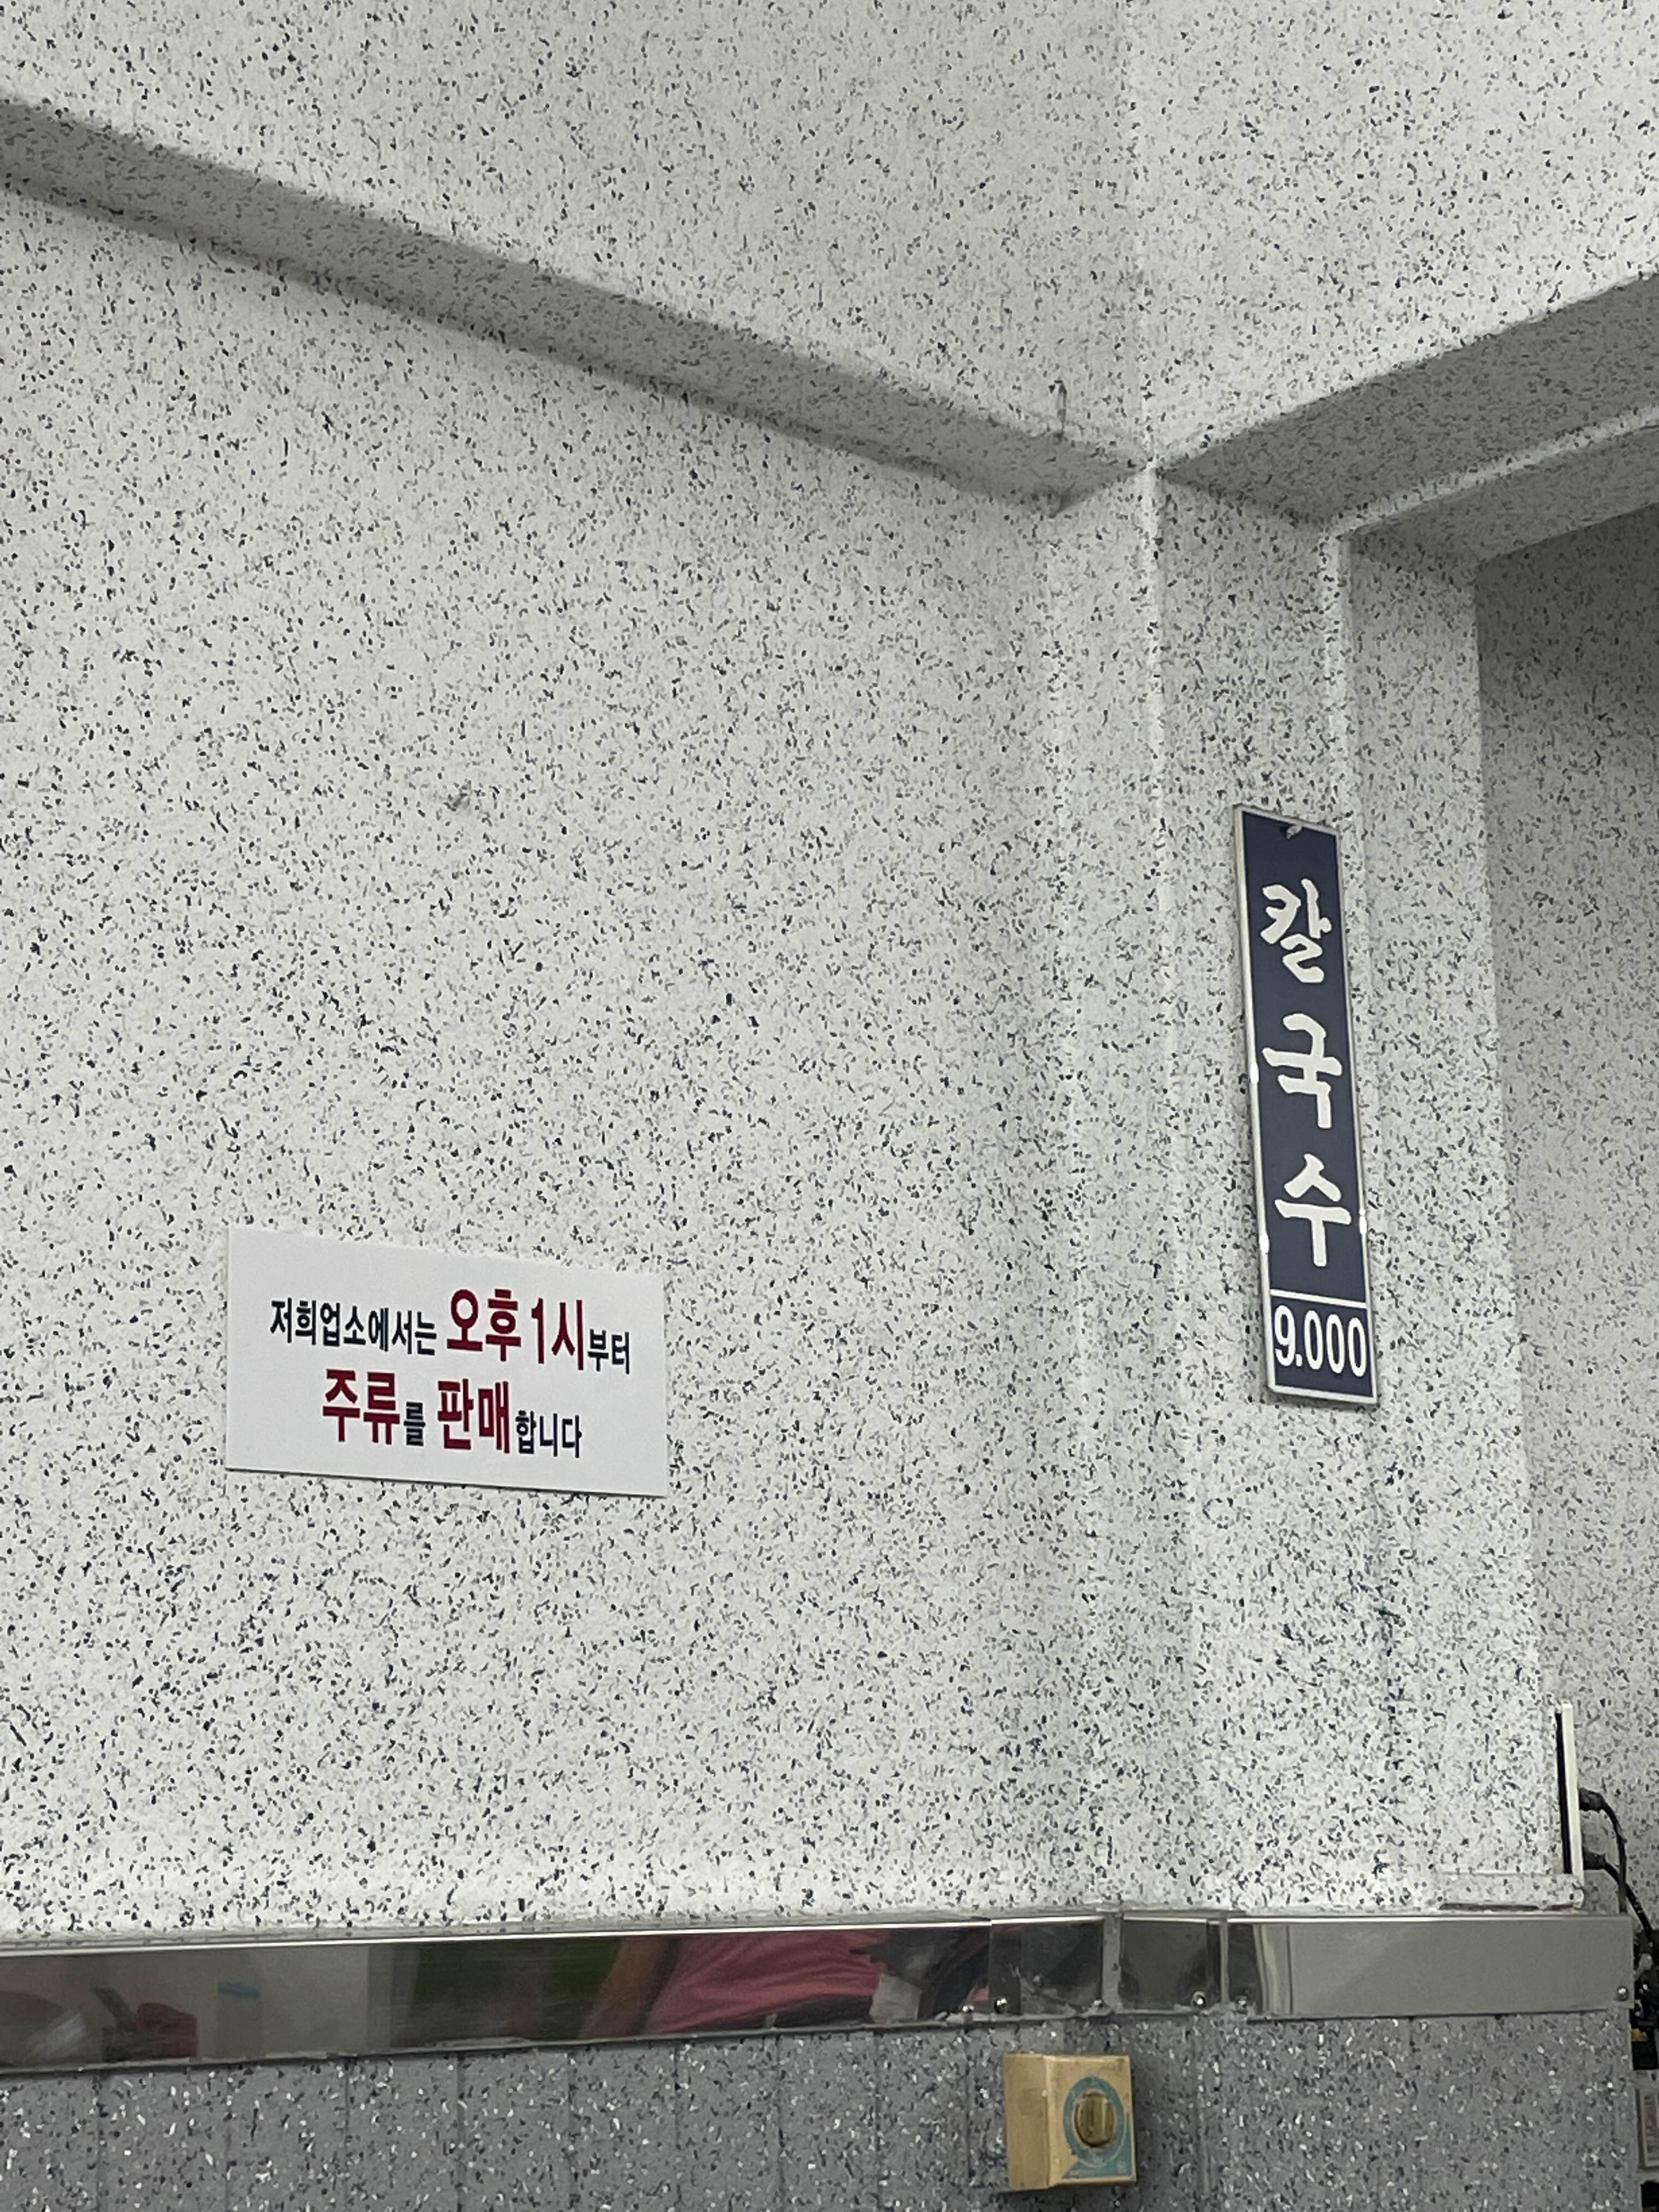 저희업소에서는 오후 1시부터
주류를 판매합니다
칼국수
9.000